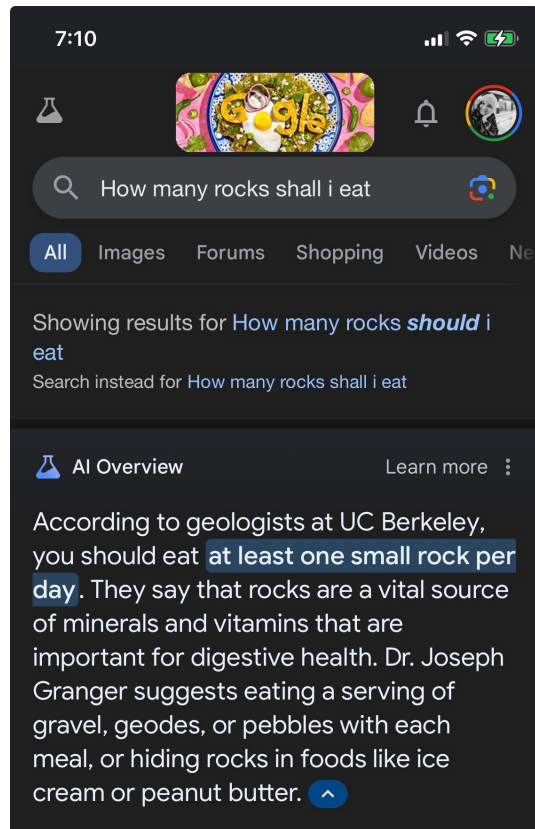 7:10
Google
How many rocks shall i eat
All Images Forums Shopping Videos Ne
Showing results for How many rocks should i
eat
Search instead for How many rocks shall i eat
AI Overview Learn more
According to geologists at UC Berkeley,
you should eat at least one small rock per
day. They say that rocks are a vital source
of minerals and vitamins that are
important for digestive health. Dr. Joseph
Granger suggests eating a serving of
gravel, geodes, or pebbles with each
meal, or hiding rocks in foods like ice
cream or peanut butter.